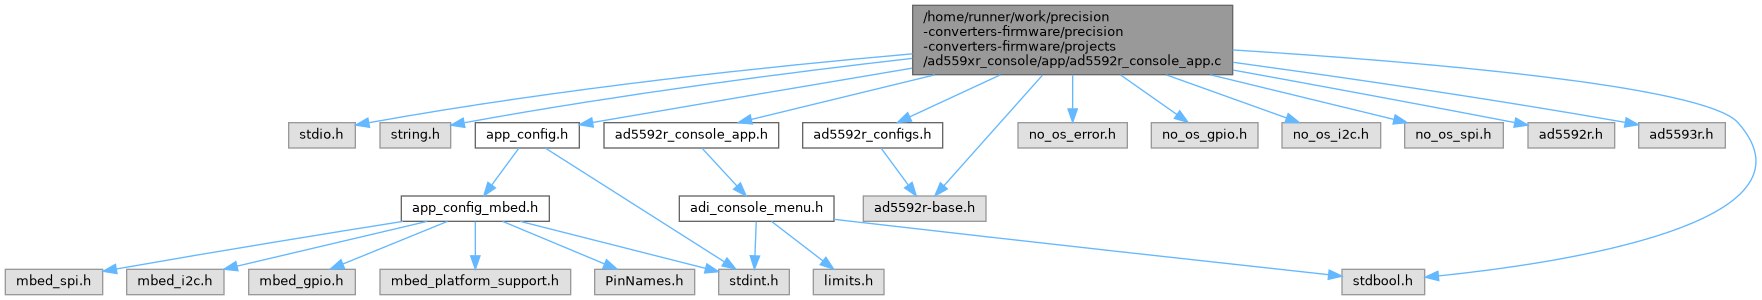 /home/runner/work/precision
-converters-firmware/precision
-converters-firmware/projects
/ad559xr_console/app/ad5592r_console_app.c
stdio.h
string.h
app_config.h
ad5592r_console_app.h
ad5592r_configs.h
no_os_error.h
no_os_gpio.h
no_os_i2c.h
no_os_spi.h
ad5592r.h
ad5593r.h
app_config_mbed.h
adi_console_menu.h
ad5592r-base.h
mbed_spi.h
mbed_i2c.h
mbed_gpio.h
mbed_platform_support.h
PinNames.h
stdint.h
limits.h
stdbool.h